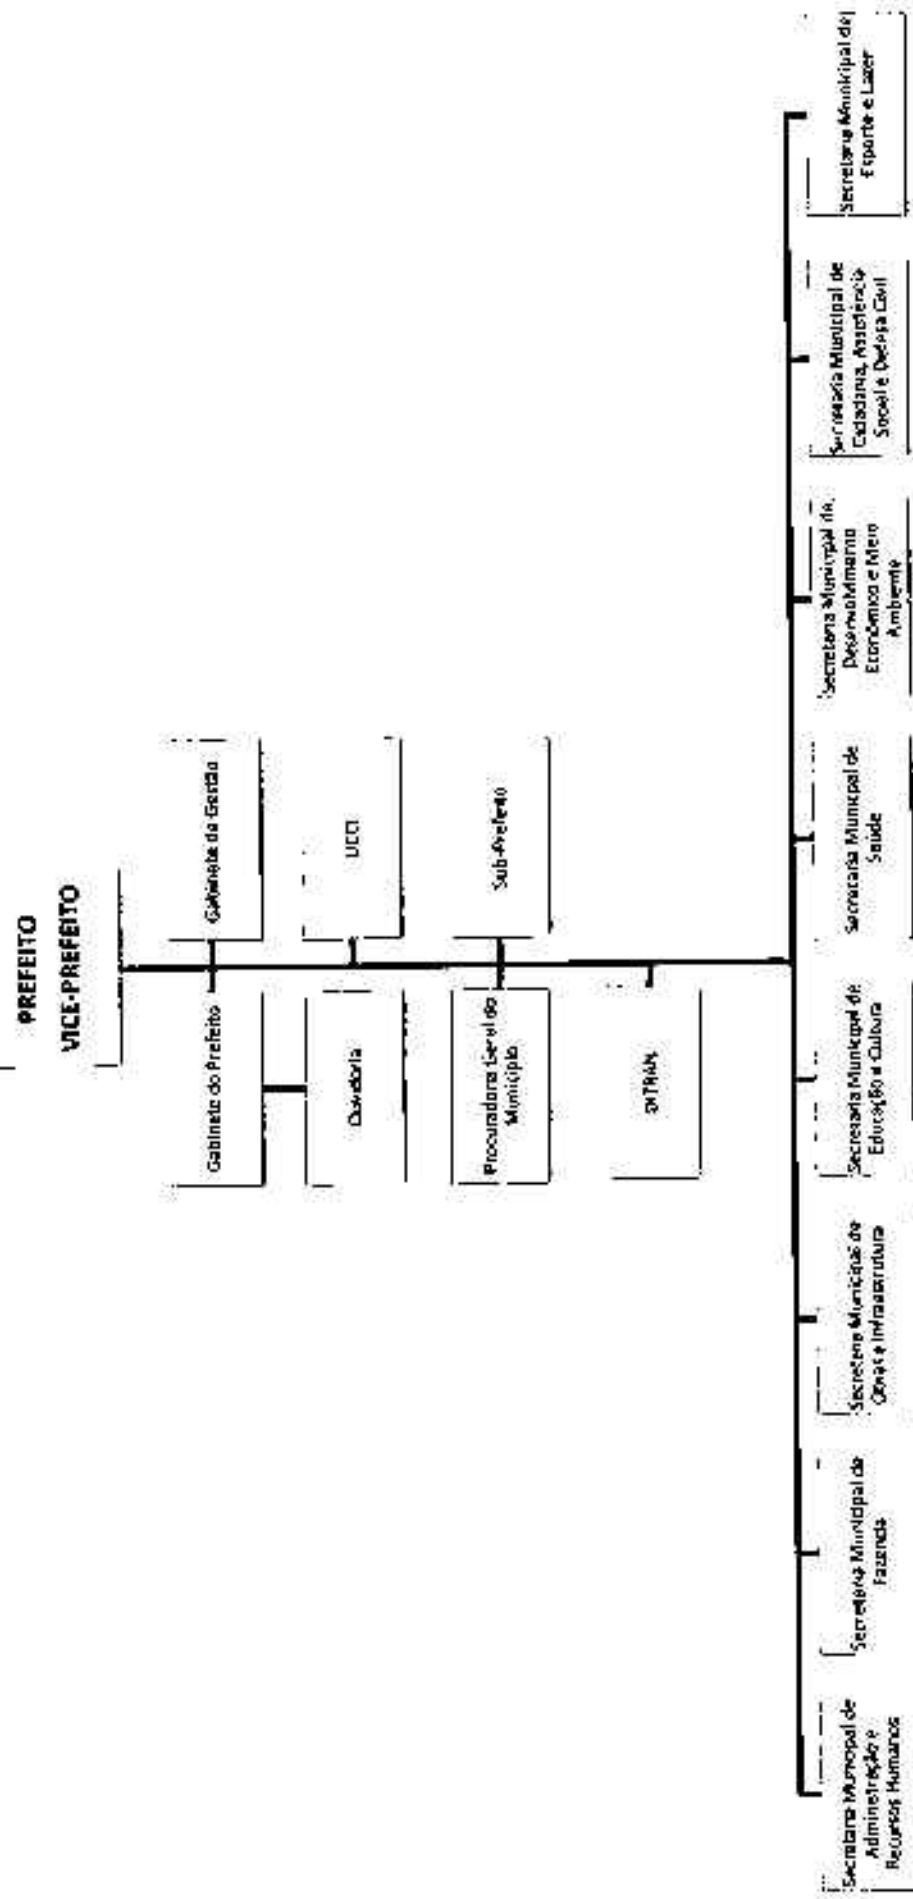 PREFEITO
VICE-PREFEITO
Gabinete do Prefeito
Gabinete da Gestão
Ouvidoria
UCCI
Procuradoria Geral do
Município
Sub-Prefeito
Secretaria Municipal de
Administração e
Recursos Humanos
Secretaria Municipal de
Fazenda
Secretaria Municipal de
Obras e Infraestrutura
Secretaria Municipal de
Educação e Cultura
Secretaria Municipal de
Saúde
Secretaria Municipal de
Desenvolvimento
Econômico e Meio
Ambiente
Secretaria Municipal de
Cidadania, Assistência
Social e Defesa Civil
Secretaria Municipal de
Esporte e Lazer